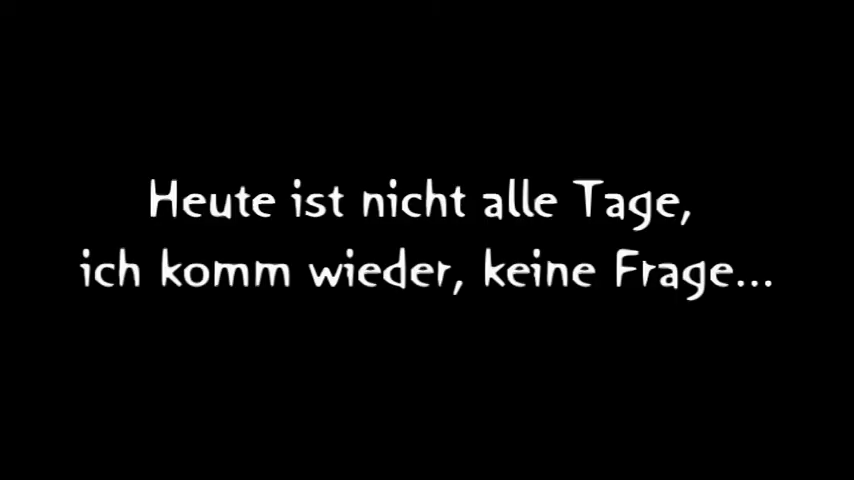 Heute ist nicht alle Tage,
ich komm wieder, keine Frage...